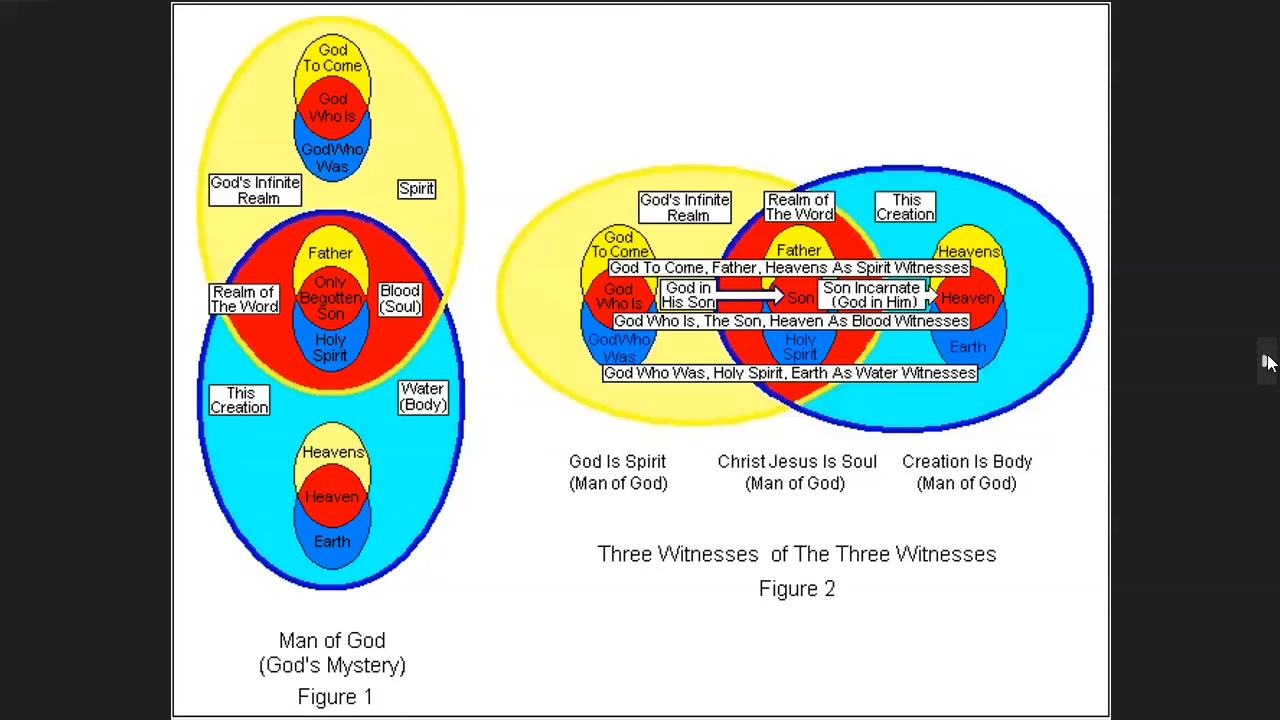 God
To Come
God
Who Is
GodWho
Was
God's Infinite
Realm
Spirit
Father
Only
Begotten
Son
Holy
Spirit
Realm of
The Word
Blood
(Soul)
This
Creation
Water
(Body)
Heavens
Heaven
Earth
Man of God
(God's Mystery)
Figure 1
God's Infinite
Realm
Realm of
The Word
This
Creation
God
To Come
Father
Heavens
God To Come, Father, Heavens As Spirit Witnesses
God
Who Is
God in
His Son
Son
Son Incarnate
(God in Him)
Heaven
God Who Is, The Son, Heaven As Blood Witnesses
GodWho
Was
Holy
Spirit
Earth
God Who Was, Holy Spirit, Earth As Water Witnesses
God Is Spirit
(Man of God)
Christ Jesus Is Soul
(Man of God)
Creation Is Body
(Man of God)
Three Witnesses of The Three Witnesses
Figure 2